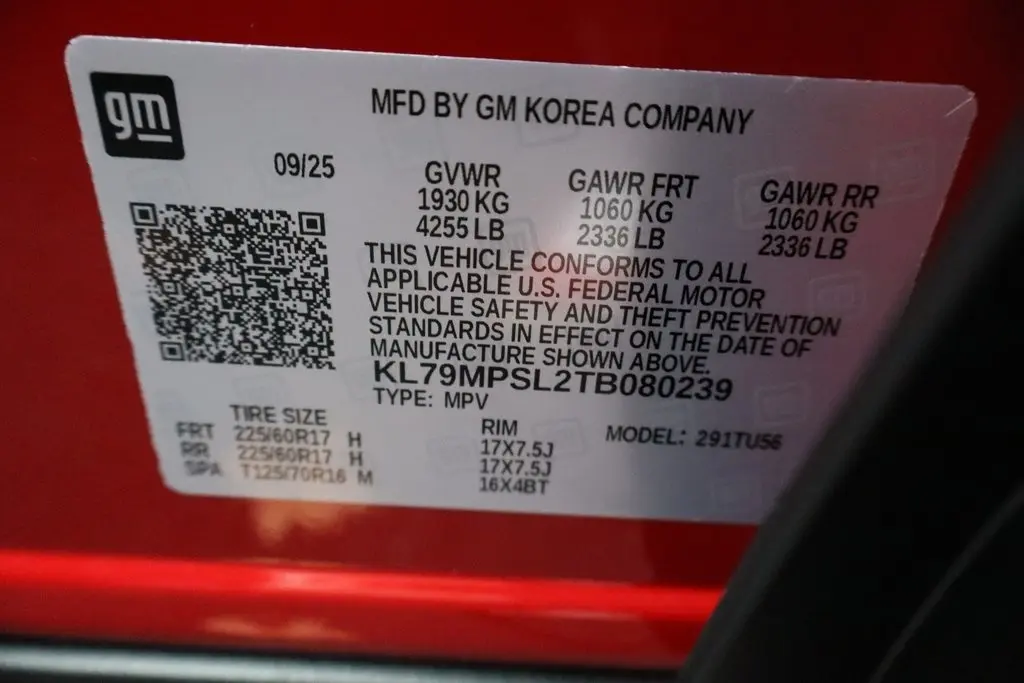 gm
MFD BY GM KOREA COMPANY
09/25
GVWR
1930 KG
4255 LB
GAWR FRT
1060 KG
2336 LB
GAWR RR
1060 KG
2336 LB
THIS VEHICLE CONFORMS TO ALL
APPLICABLE U.S. FEDERAL MOTOR
VEHICLE SAFETY AND THEFT PREVENTION
STANDARDS IN EFFECT ON THE DATE OF
MANUFACTURE SHOWN ABOVE.
KL79MPSL2TB080239
TYPE: MPV
TIRE SIZE
FRT 225/60R17 H
RR 225/60R17 H
SPA T125/70R16 M
RIM
17X7.5J
17X7.5J
16X4BT
MODEL: 291TU56